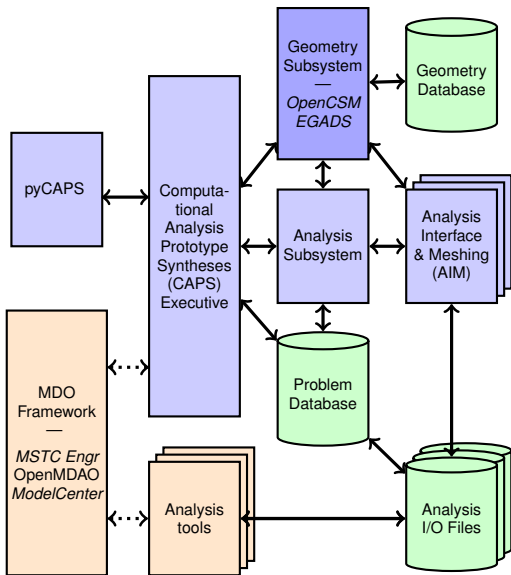 Geometry
Subsystem
—
OpenCSM
EGADS
Geometry
Database
pyCAPS
Computa-
tional
Analysis
Prototype
Syntheses
(CAPS)
Executive
Analysis
Subsystem
Analysis
Interface
& Meshing
(AIM)
MDO
Framework
—
MSTC Engr
OpenMDAO
ModelCenter
Problem
Database
Analysis
tools
Analysis
I/O Files